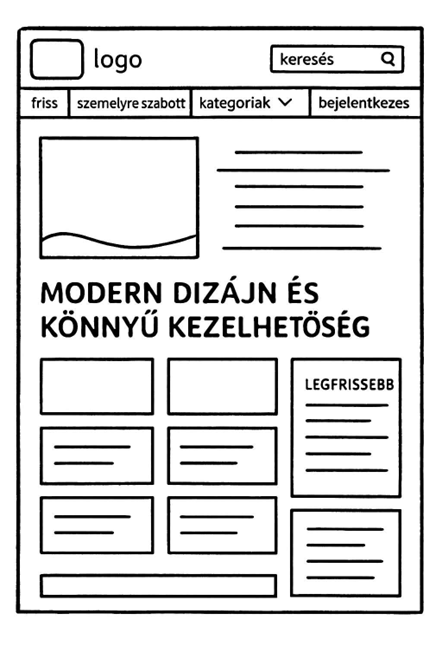 logo
keresés
friss
szemelyre szabott
kategoriak
bejelentkezes
MODERN DIZÁJN ÉS
KÖNNYŰ KEZELHETŐSÉG
LEGFRISSEBB